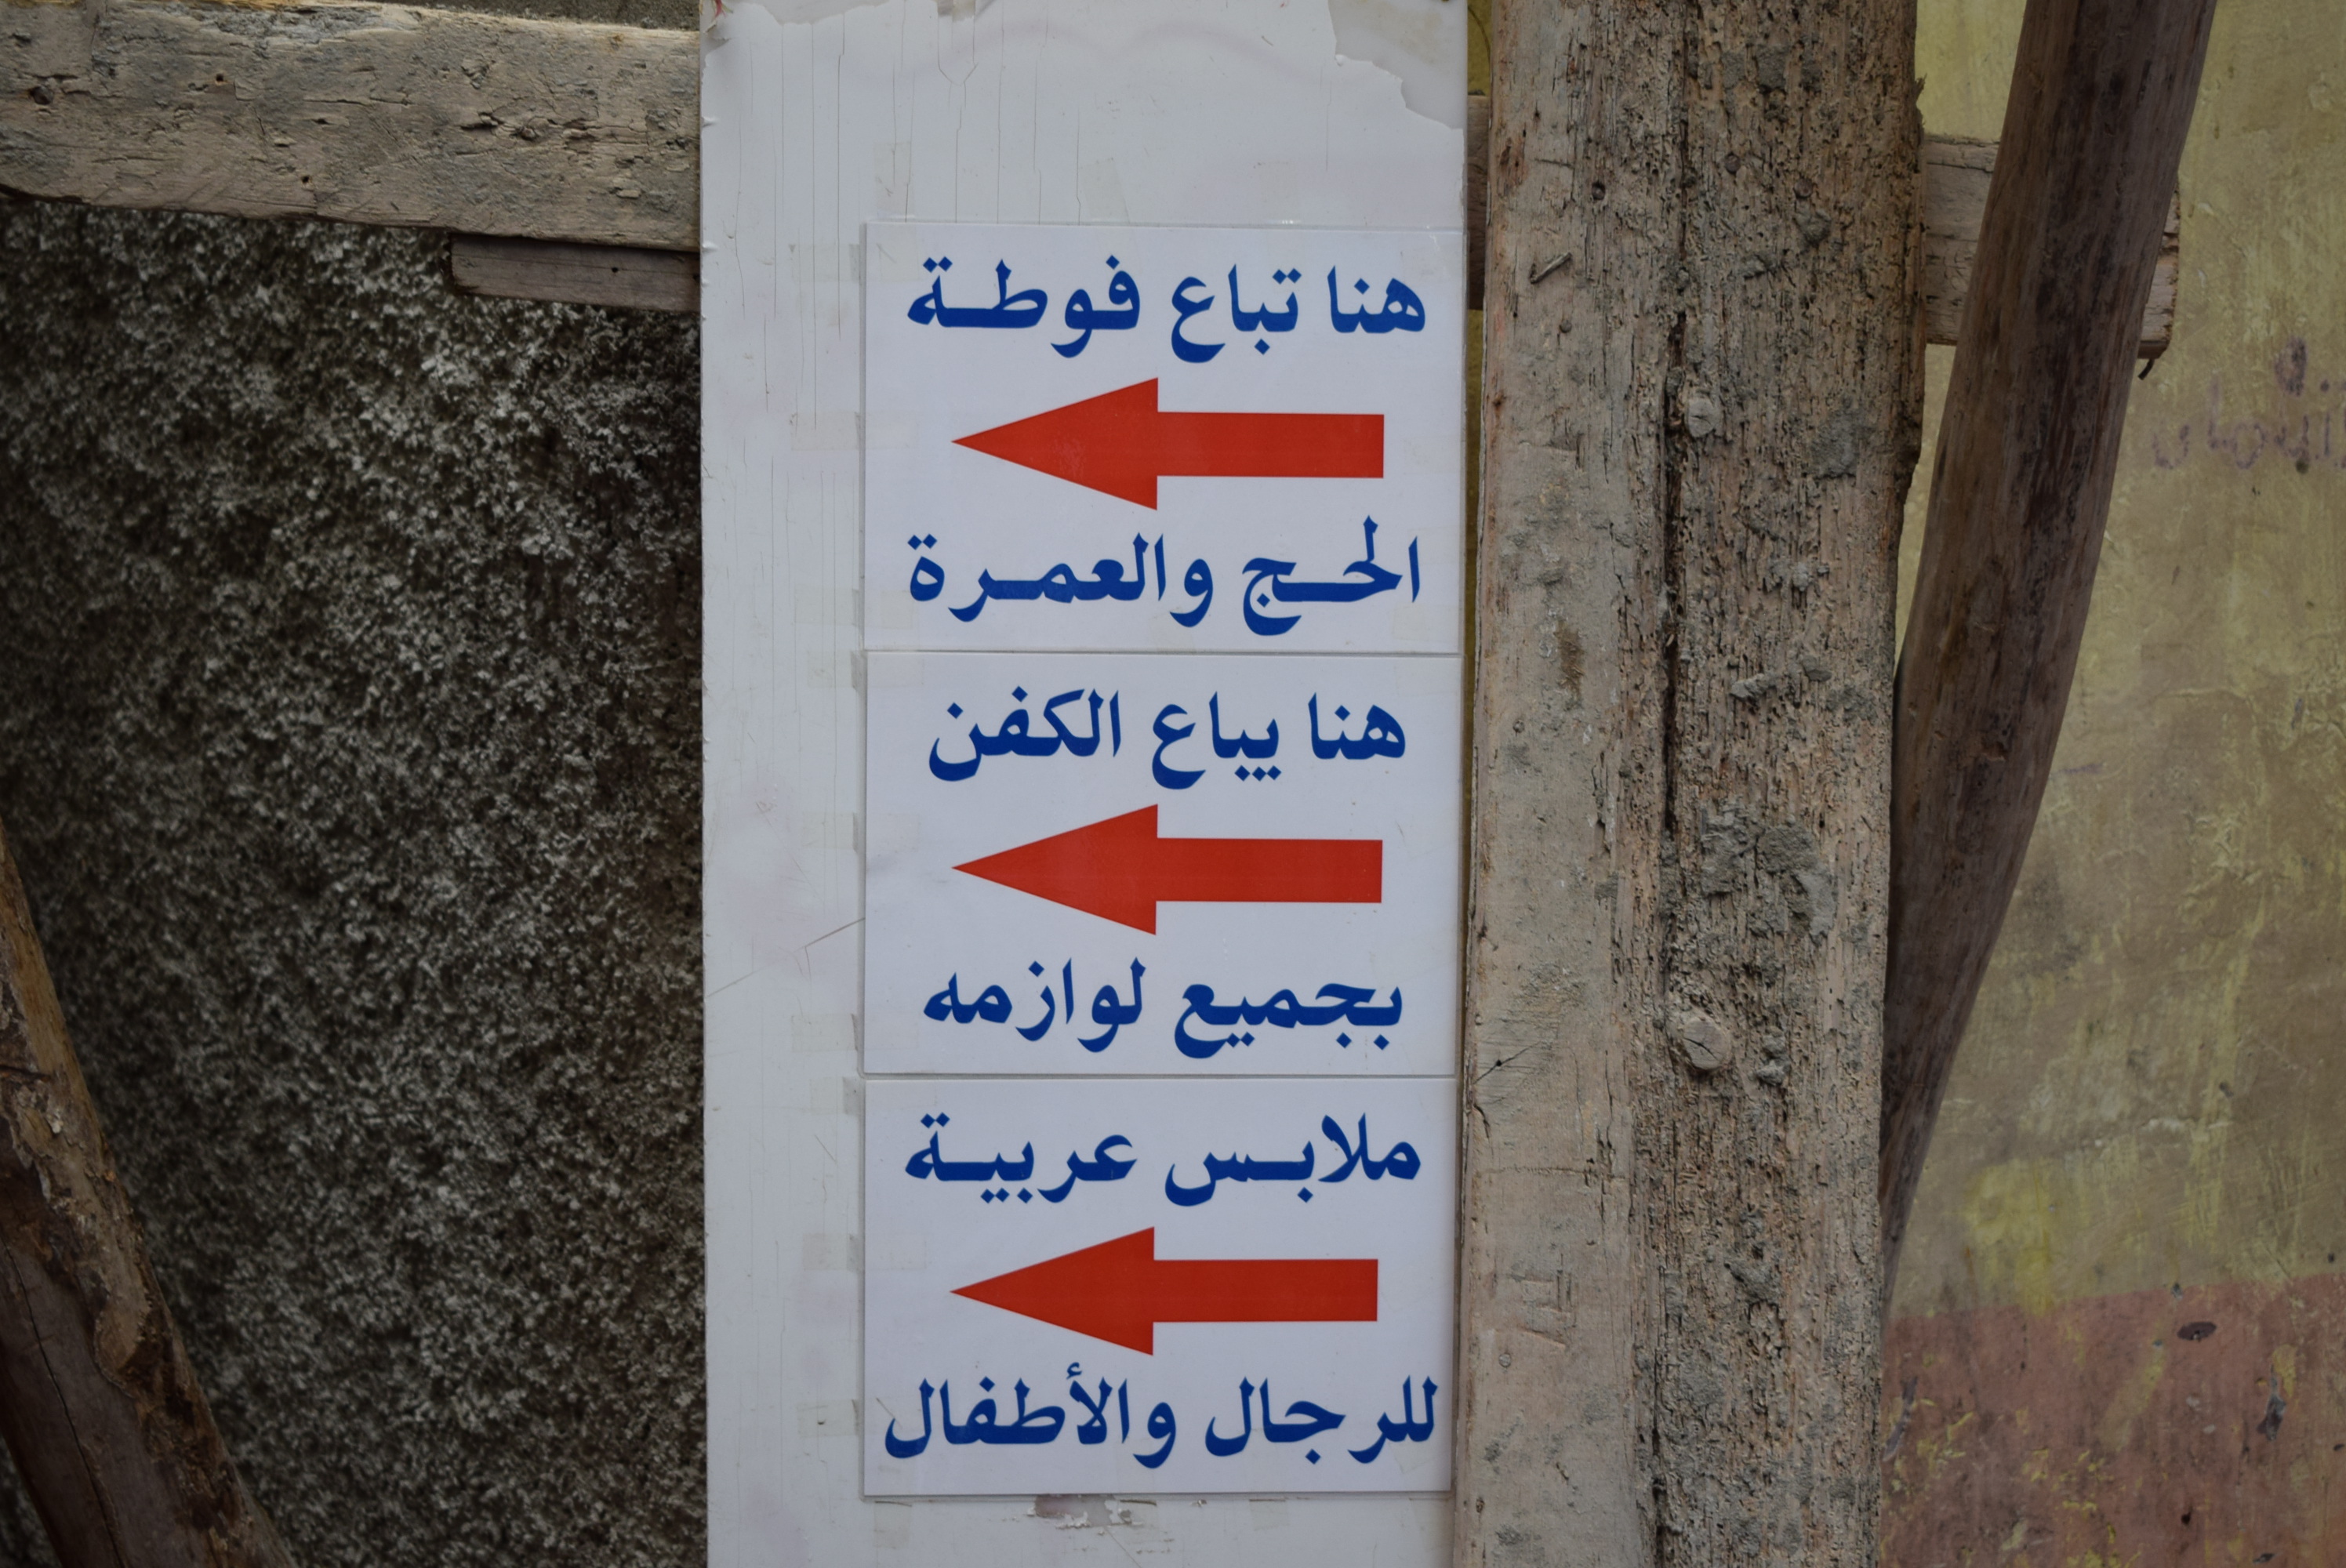 هنا تباع فوطة
الحج والعمرة
هنا يباع الكفن
بجميع لوازمه
ملابس عربية
للرجال والأطفال